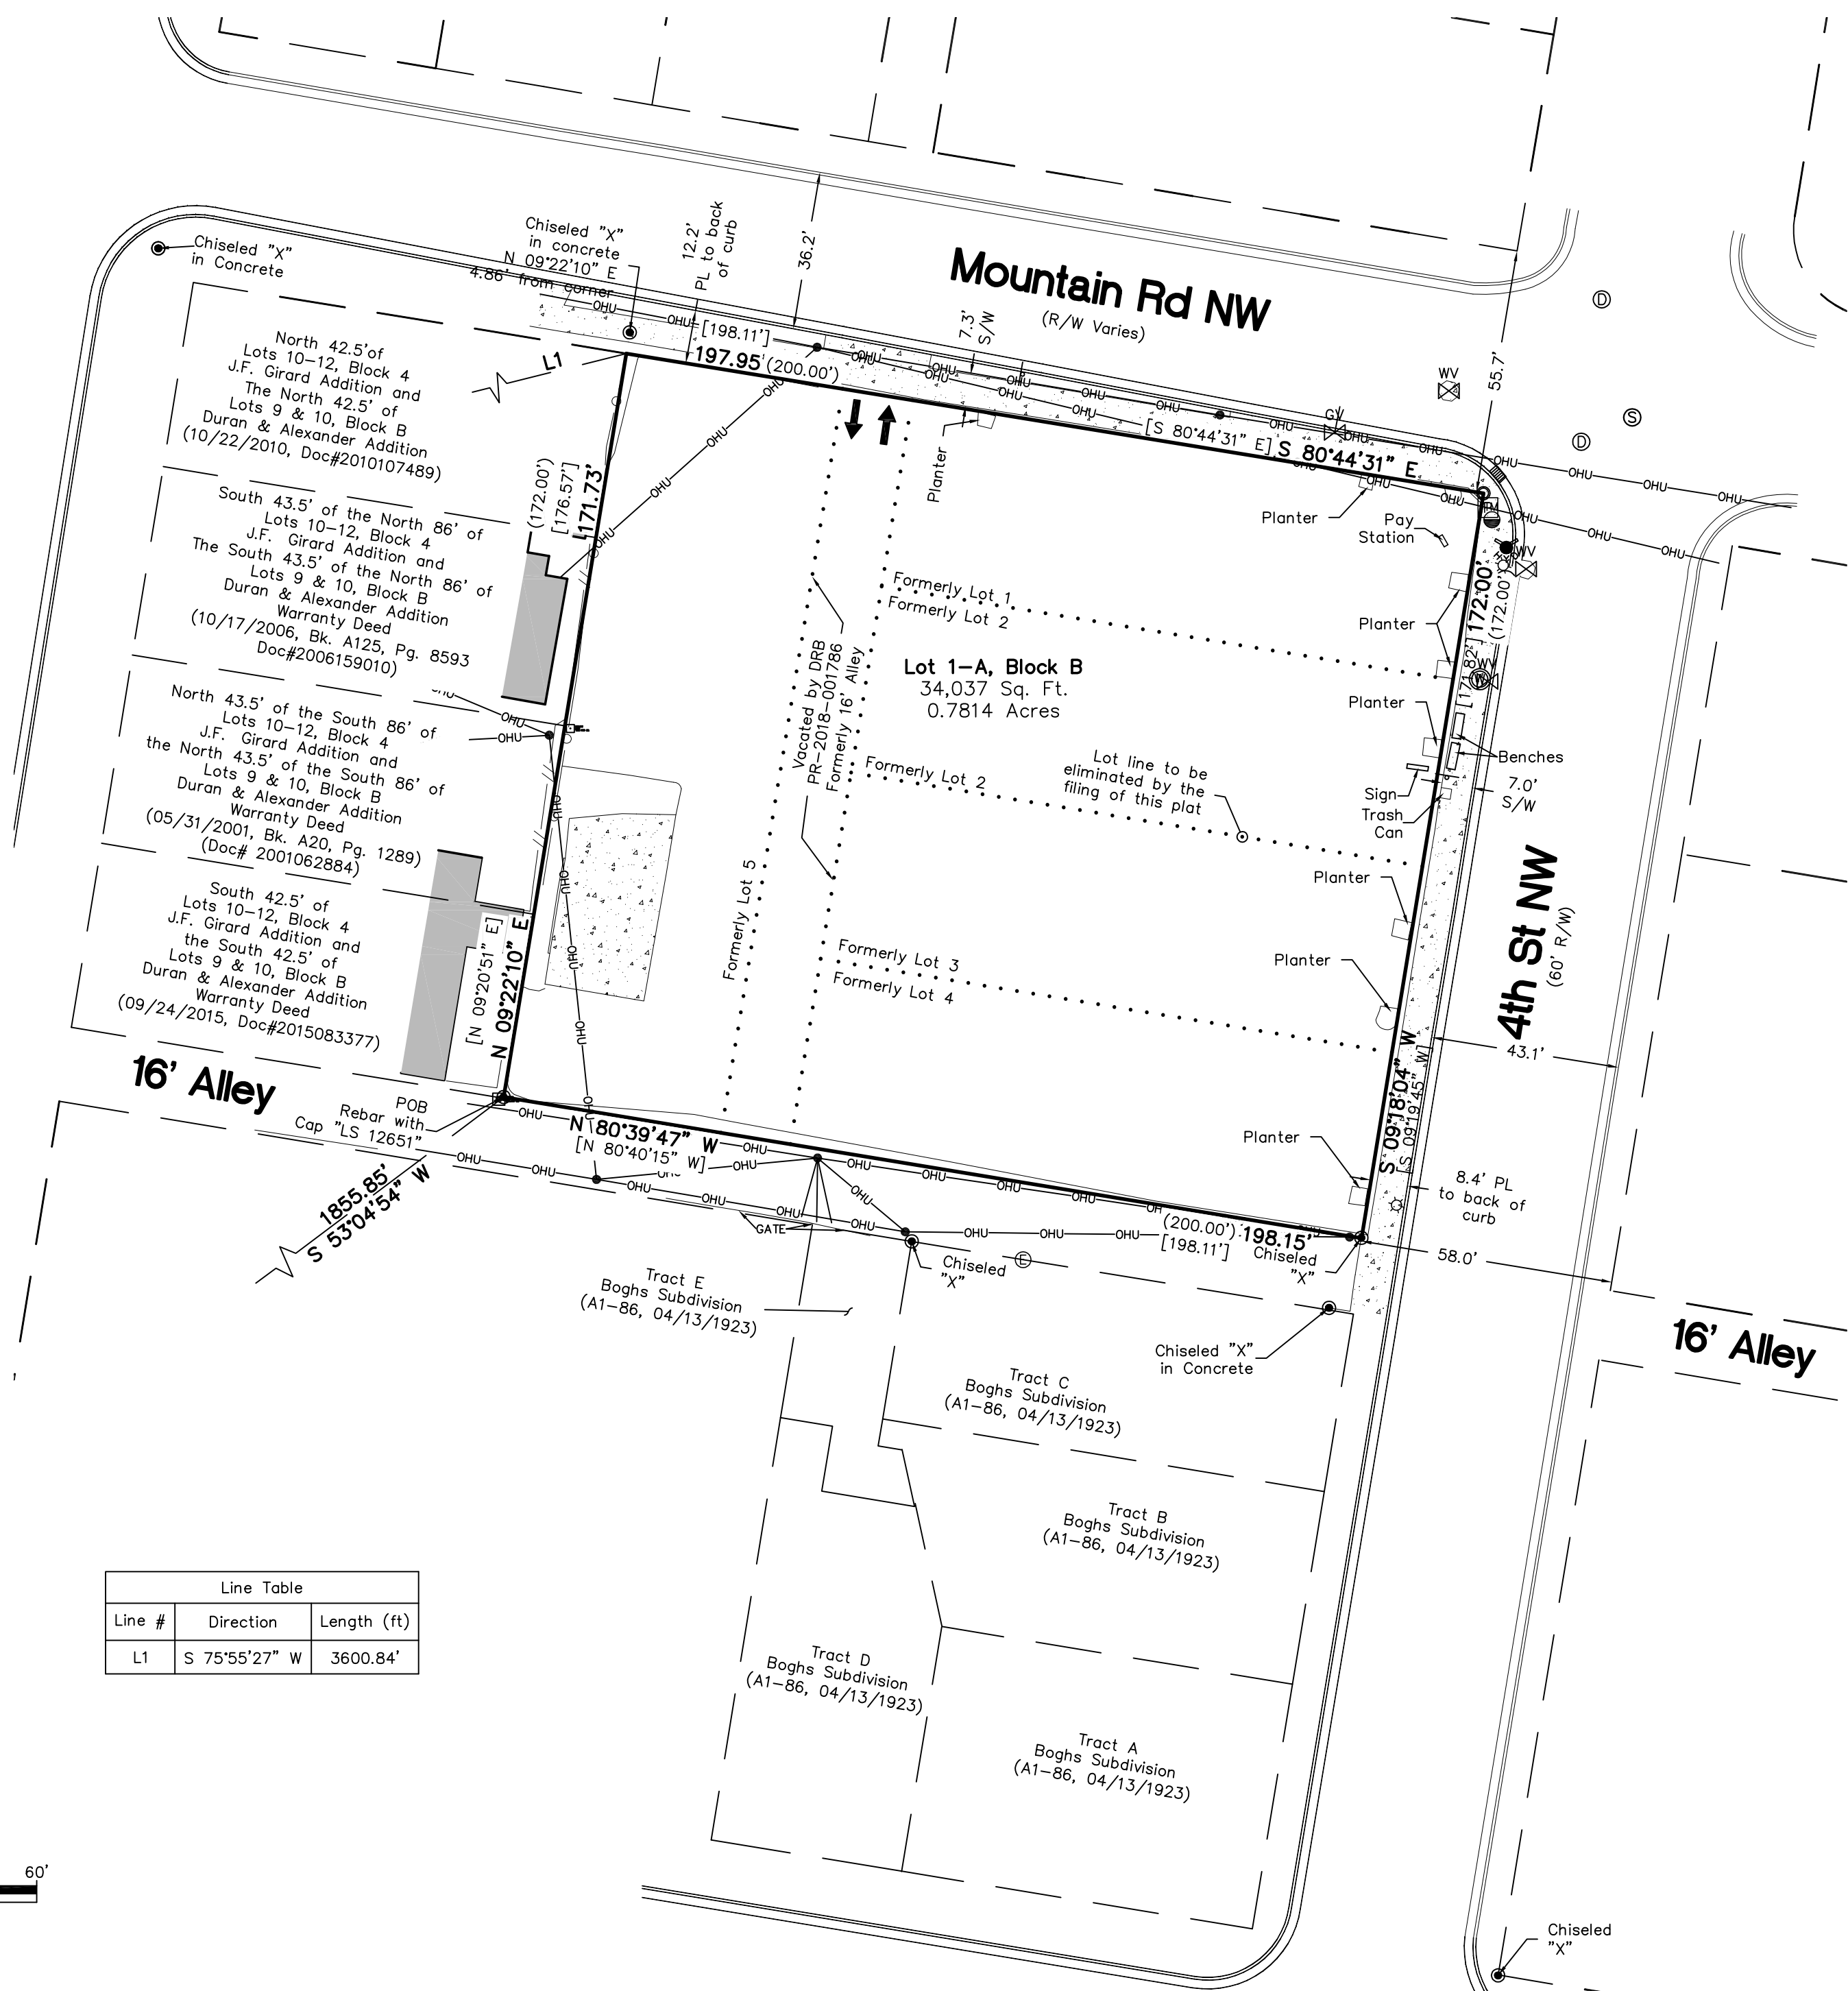 Chiseled "X"
in Concrete
Chiseled "X"
in concrete
N 09°22'10" E
4.86' from corner
12.2'
PL to back
of curb
36.2'
Mountain Rd NW
(R/W Varies)
7.3'
S/W
55.7'
WV
GV
D
S
D
L1
[198.11']
197.95'(200.00')
[S 80°44'31" E] S 80°44'31" E
OHU
North 42.5'of
Lots 10-12, Block 4
J.F. Girard Addition and
The North 42.5' of
Lots 9 & 10, Block B
Duran & Alexander Addition
(10/22/2010, Doc#2010107489)
South 43.5' of the North 86' of
Lots 10-12, Block 4
J.F. Girard Addition and
The South 43.5' of the North 86' of
Lots 9 & 10, Block B
Duran & Alexander Addition
Warranty Deed
(10/17/2006, Bk. A125, Pg. 8593
Doc#2006159010)
North 43.5' of the South 86' of
Lots 10-12, Block 4
J.F. Girard Addition and
the North 43.5' of the South 86' of
Lots 9 & 10, Block B
Duran & Alexander Addition
Warranty Deed
(05/31/2001, Bk. A20, Pg. 1289)
(Doc# 2001062884)
South 42.5' of
Lots 10-12, Block 4
J.F. Girard Addition and
the South 42.5' of
Lots 9 & 10, Block B
Duran & Alexander Addition
Warranty Deed
(09/24/2015, Doc#2015083377)
(172.00')
[176.57']
171.73'
[N 09°20'51" E]
N 09°22'10" E
Planter
Planter
Pay
Station
WV
172.00'
(172.00')
[171.82']
WV
W
Formerly Lot 1
Formerly Lot 2
Planter
Lot 1-A, Block B
34,037 Sq. Ft.
0.7814 Acres
Vacated by DRB
PR-2018-001786
Formerly 16' Alley
Planter
Benches
7.0'
S/W
Sign
Trash
Can
Formerly Lot 2
Lot line to be
eliminated by the
filing of this plat
Formerly Lot 5
Planter
Formerly Lot 3
Formerly Lot 4
Planter
4th St NW
(60' R/W)
43.1'
S 09°18'04" W
[S 09°19'45" W]
Planter
8.4' PL
to back of
curb
58.0'
16' Alley
POB
Rebar with
Cap "LS 12651"
1855.85'
S 53°04'54" W
N 80°39'47" W
[N 80°40'15" W]
GATE
(200.00') 198.15'
[198.11']
Chiseled
"X"
Chiseled
"X"
E
Tract E
Boghs Subdivision
(A1-86, 04/13/1923)
Chiseled "X"
in Concrete
16' Alley
Tract C
Boghs Subdivision
(A1-86, 04/13/1923)
Tract B
Boghs Subdivision
(A1-86, 04/13/1923)
Tract D
Boghs Subdivision
(A1-86, 04/13/1923)
Tract A
Boghs Subdivision
(A1-86, 04/13/1923)
Line Table
Line # Direction Length (ft)
L1 S 75°55'27" W 3600.84'
60'
Chiseled
"X"